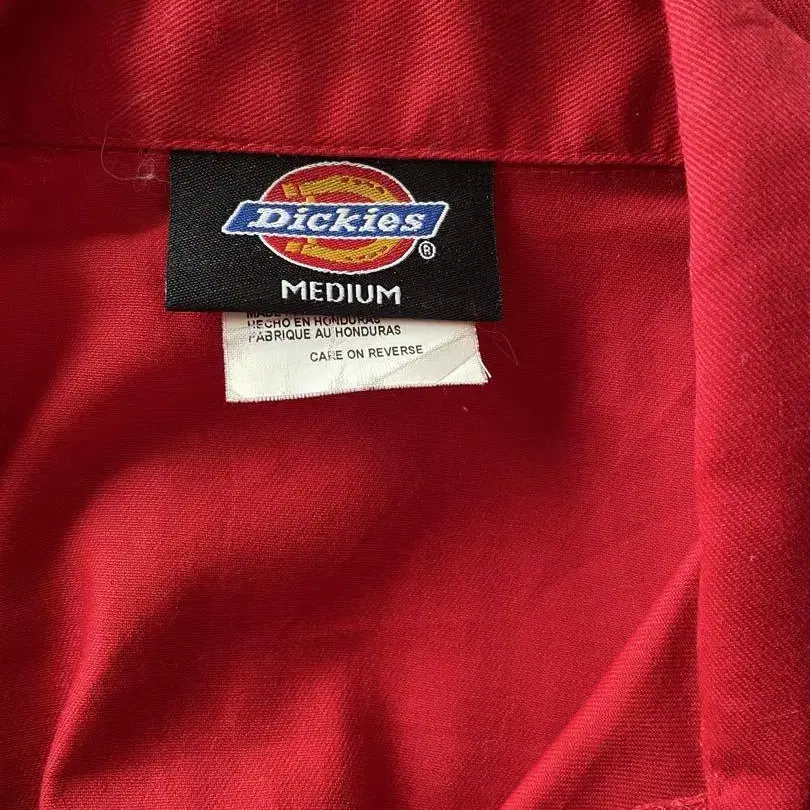 Dickies
®
MEDIUM
HECHO EN HONDURAS
FABRIQUE AU HONDURAS
CARE ON REVERSE